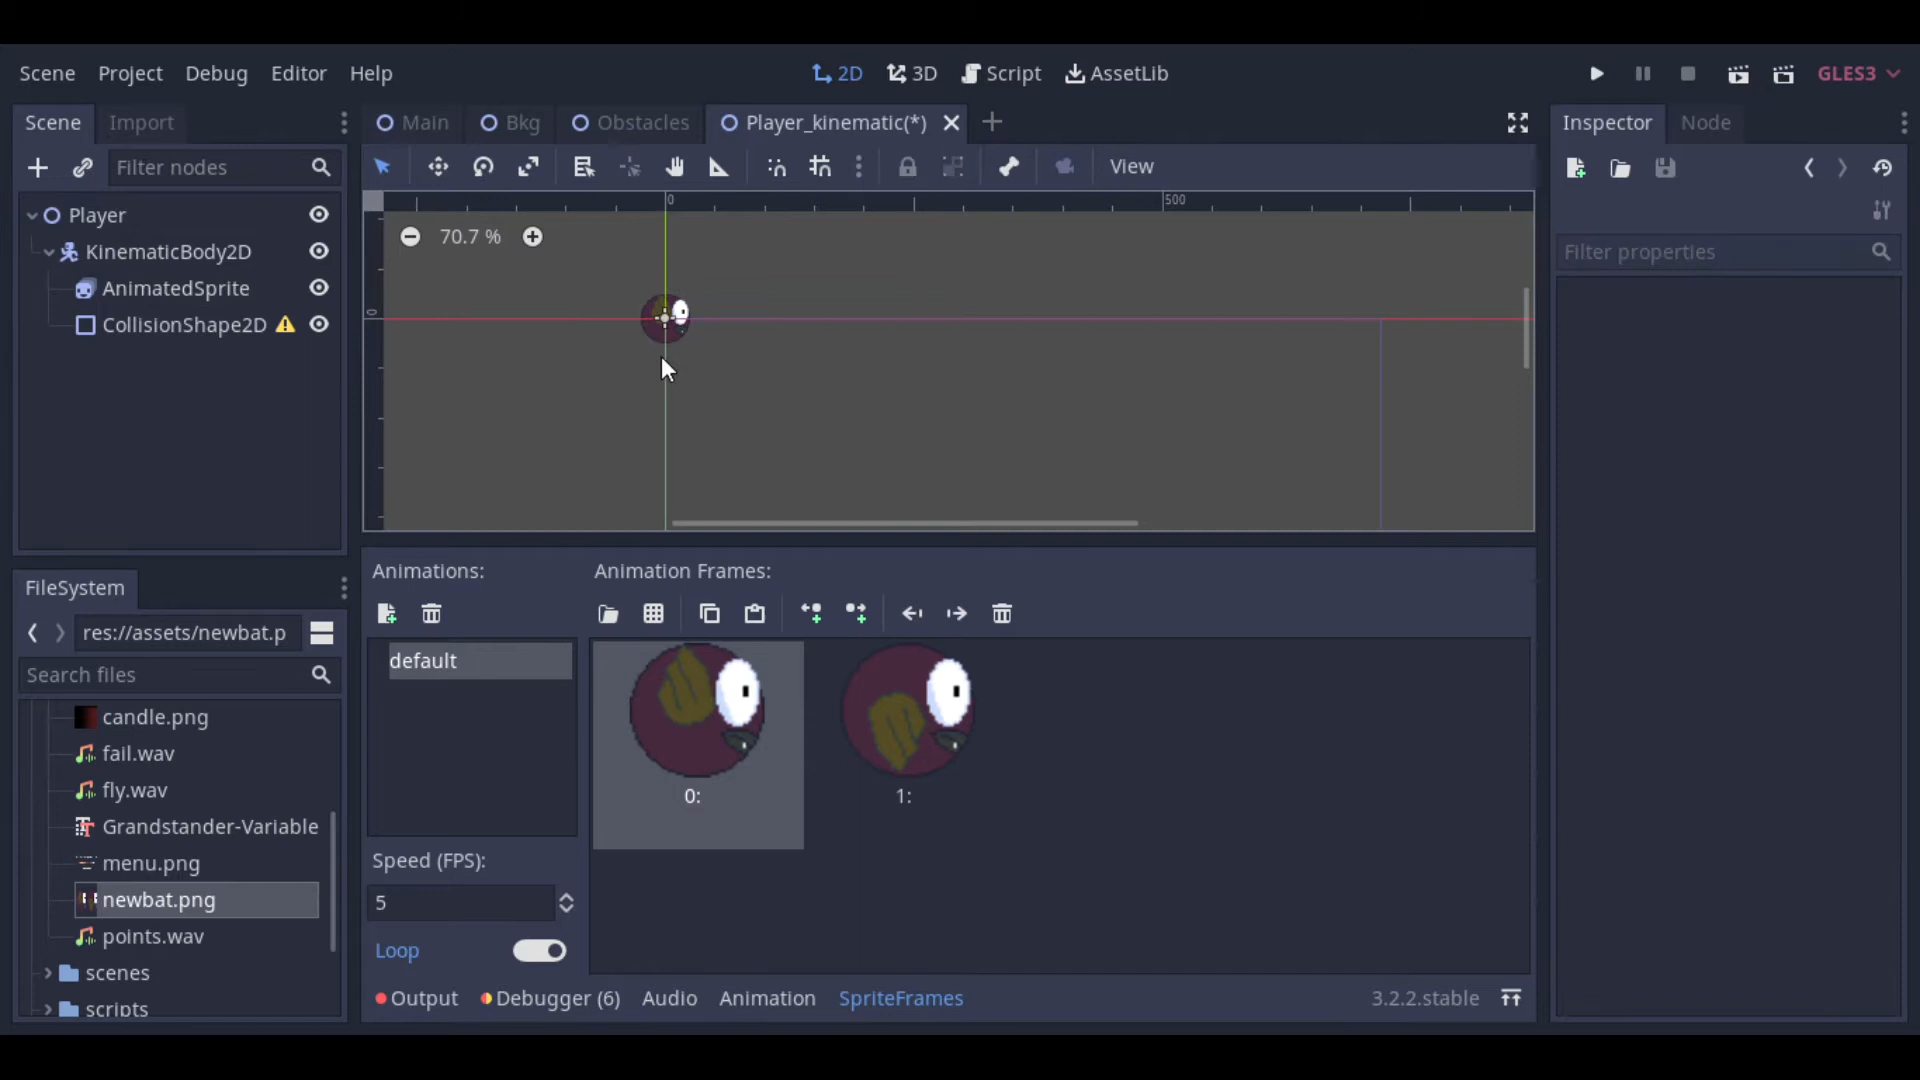 Scene Project Debug Editor Help 2D 3D Script AssetLib GLES3
Scene Import
Main Bkg Obstacles Player_kinematic(*)
Inspector Node
Filter nodes
View
Player
KinematicBody2D
AnimatedSprite
CollisionShape2D
0 500
0
70.7 %
Filter properties
FileSystem
res://assets/newbat.p
Search files
candle.png
fail.wav
fly.wav
Grandstander-Variable
menu.png
newbat.png
points.wav
scenes
scripts
Animations:
default
Speed (FPS):
5
Loop
Animation Frames:
0: 1:
Output Debugger (6) Audio Animation SpriteFrames 3.2.2.stable